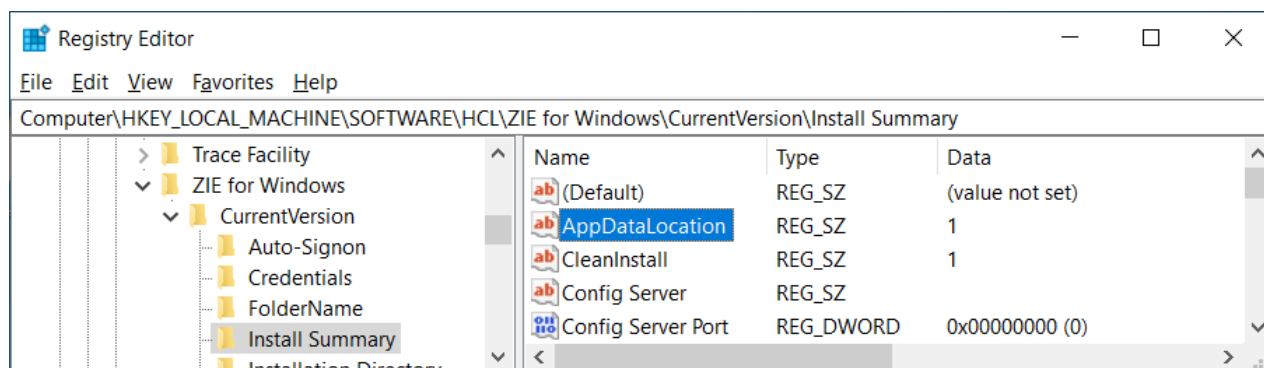 Registry Editor
File Edit View Favorites Help
Computer\HKEY_LOCAL_MACHINE\SOFTWARE\HCL\ZIE for Windows\CurrentVersion\Install Summary
Trace Facility
ZIE for Windows
CurrentVersion
Auto-Signon
Credentials
FolderName
Install Summary
Installation Directory
Name Type Data
(Default) REG_SZ (value not set)
AppDataLocation REG_SZ 1
CleanInstall REG_SZ 1
Config Server REG_SZ
Config Server Port REG_DWORD 0x00000000 (0)